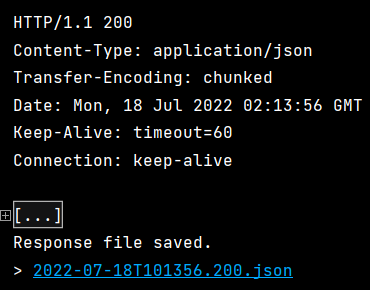 HTTP/1.1 200
Content-Type: application/json
Transfer-Encoding: chunked
Date: Mon, 18 Jul 2022 02:13:56 GMT
Keep-Alive: timeout=60
Connection: keep-alive
[...]
Response file saved.
> 2022-07-18T101356.200.json